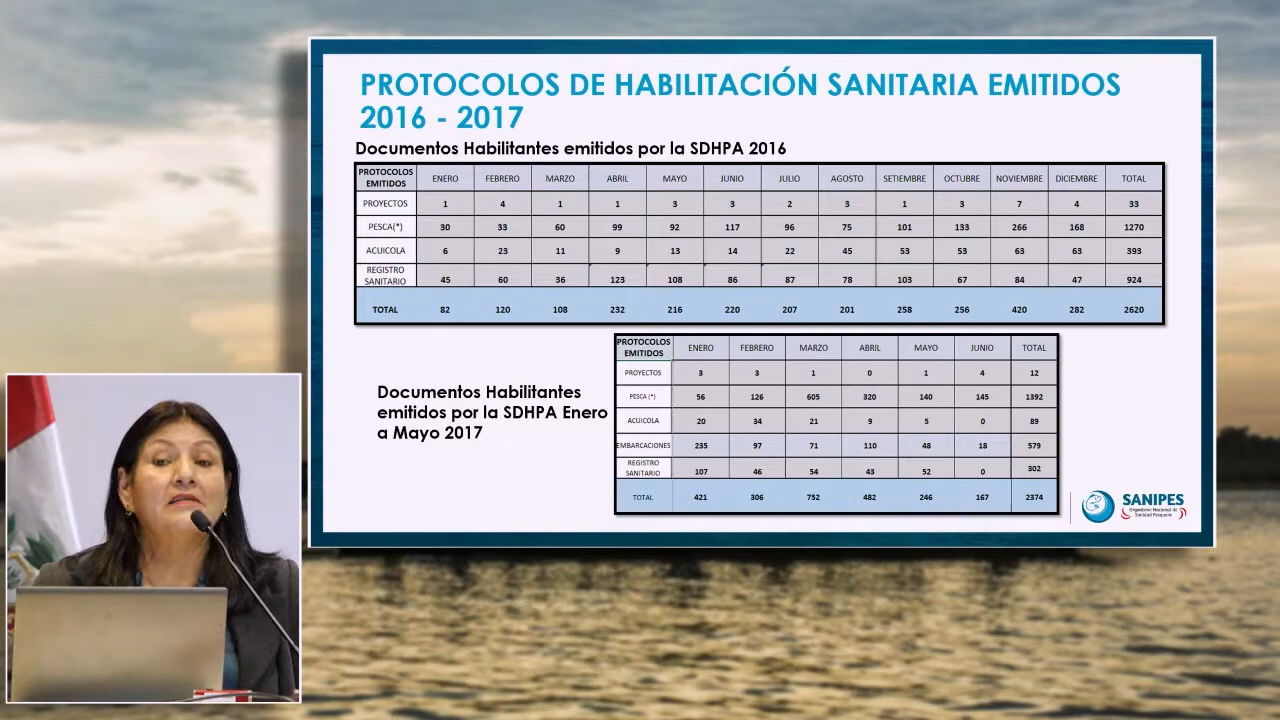 PROTOCOLOS DE HABILITACIÓN SANITARIA EMITIDOS
2016 - 2017
Documentos Habilitantes emitidos por la SDHPA 2016
PROTOCOLOS EMITIDOS ENERO FEBRERO MARZO ABRIL MAYO JUNIO JULIO AGOSTO SETIEMBRE OCTUBRE NOVIEMBRE DICIEMBRE TOTAL
PROYECTOS 1 4 1 1 3 3 2 3 1 3 7 4 33
PESCA(*) 30 33 60 99 92 117 96 75 101 133 266 168 1270
ACUICOLA 6 23 11 9 13 14 22 45 53 53 63 63 393
REGISTRO SANITARIO 45 60 36 123 108 86 87 78 103 67 84 47 924
TOTAL 82 120 108 232 216 220 207 201 258 256 420 282 2620
Documentos Habilitantes
emitidos por la SDHPA Enero
a Mayo 2017
PROTOCOLOS EMITIDOS ENERO FEBRERO MARZO ABRIL MAYO JUNIO TOTAL
PROYECTOS 3 3 1 0 1 4 12
PESCA (*) 56 126 605 320 140 145 1392
ACUICOLA 20 34 21 9 5 0 89
EMBARCACIONES 235 97 71 110 48 18 579
REGISTRO SANITARIO 107 46 54 43 52 0 302
TOTAL 421 306 752 482 246 167 2374
SANIPES
Organismo Nacional de
Sanidad Pesquera